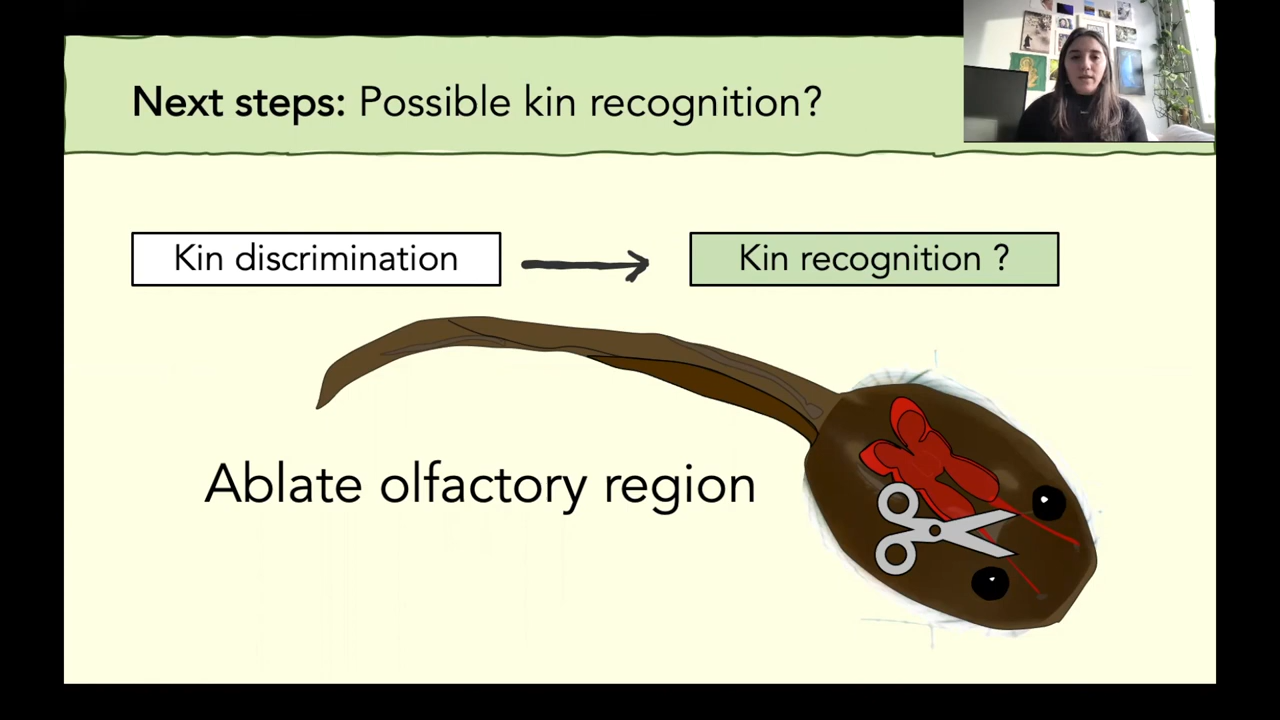 Next steps: Possible kin recognition?
Kin discrimination
Kin recognition ?
Ablate olfactory region